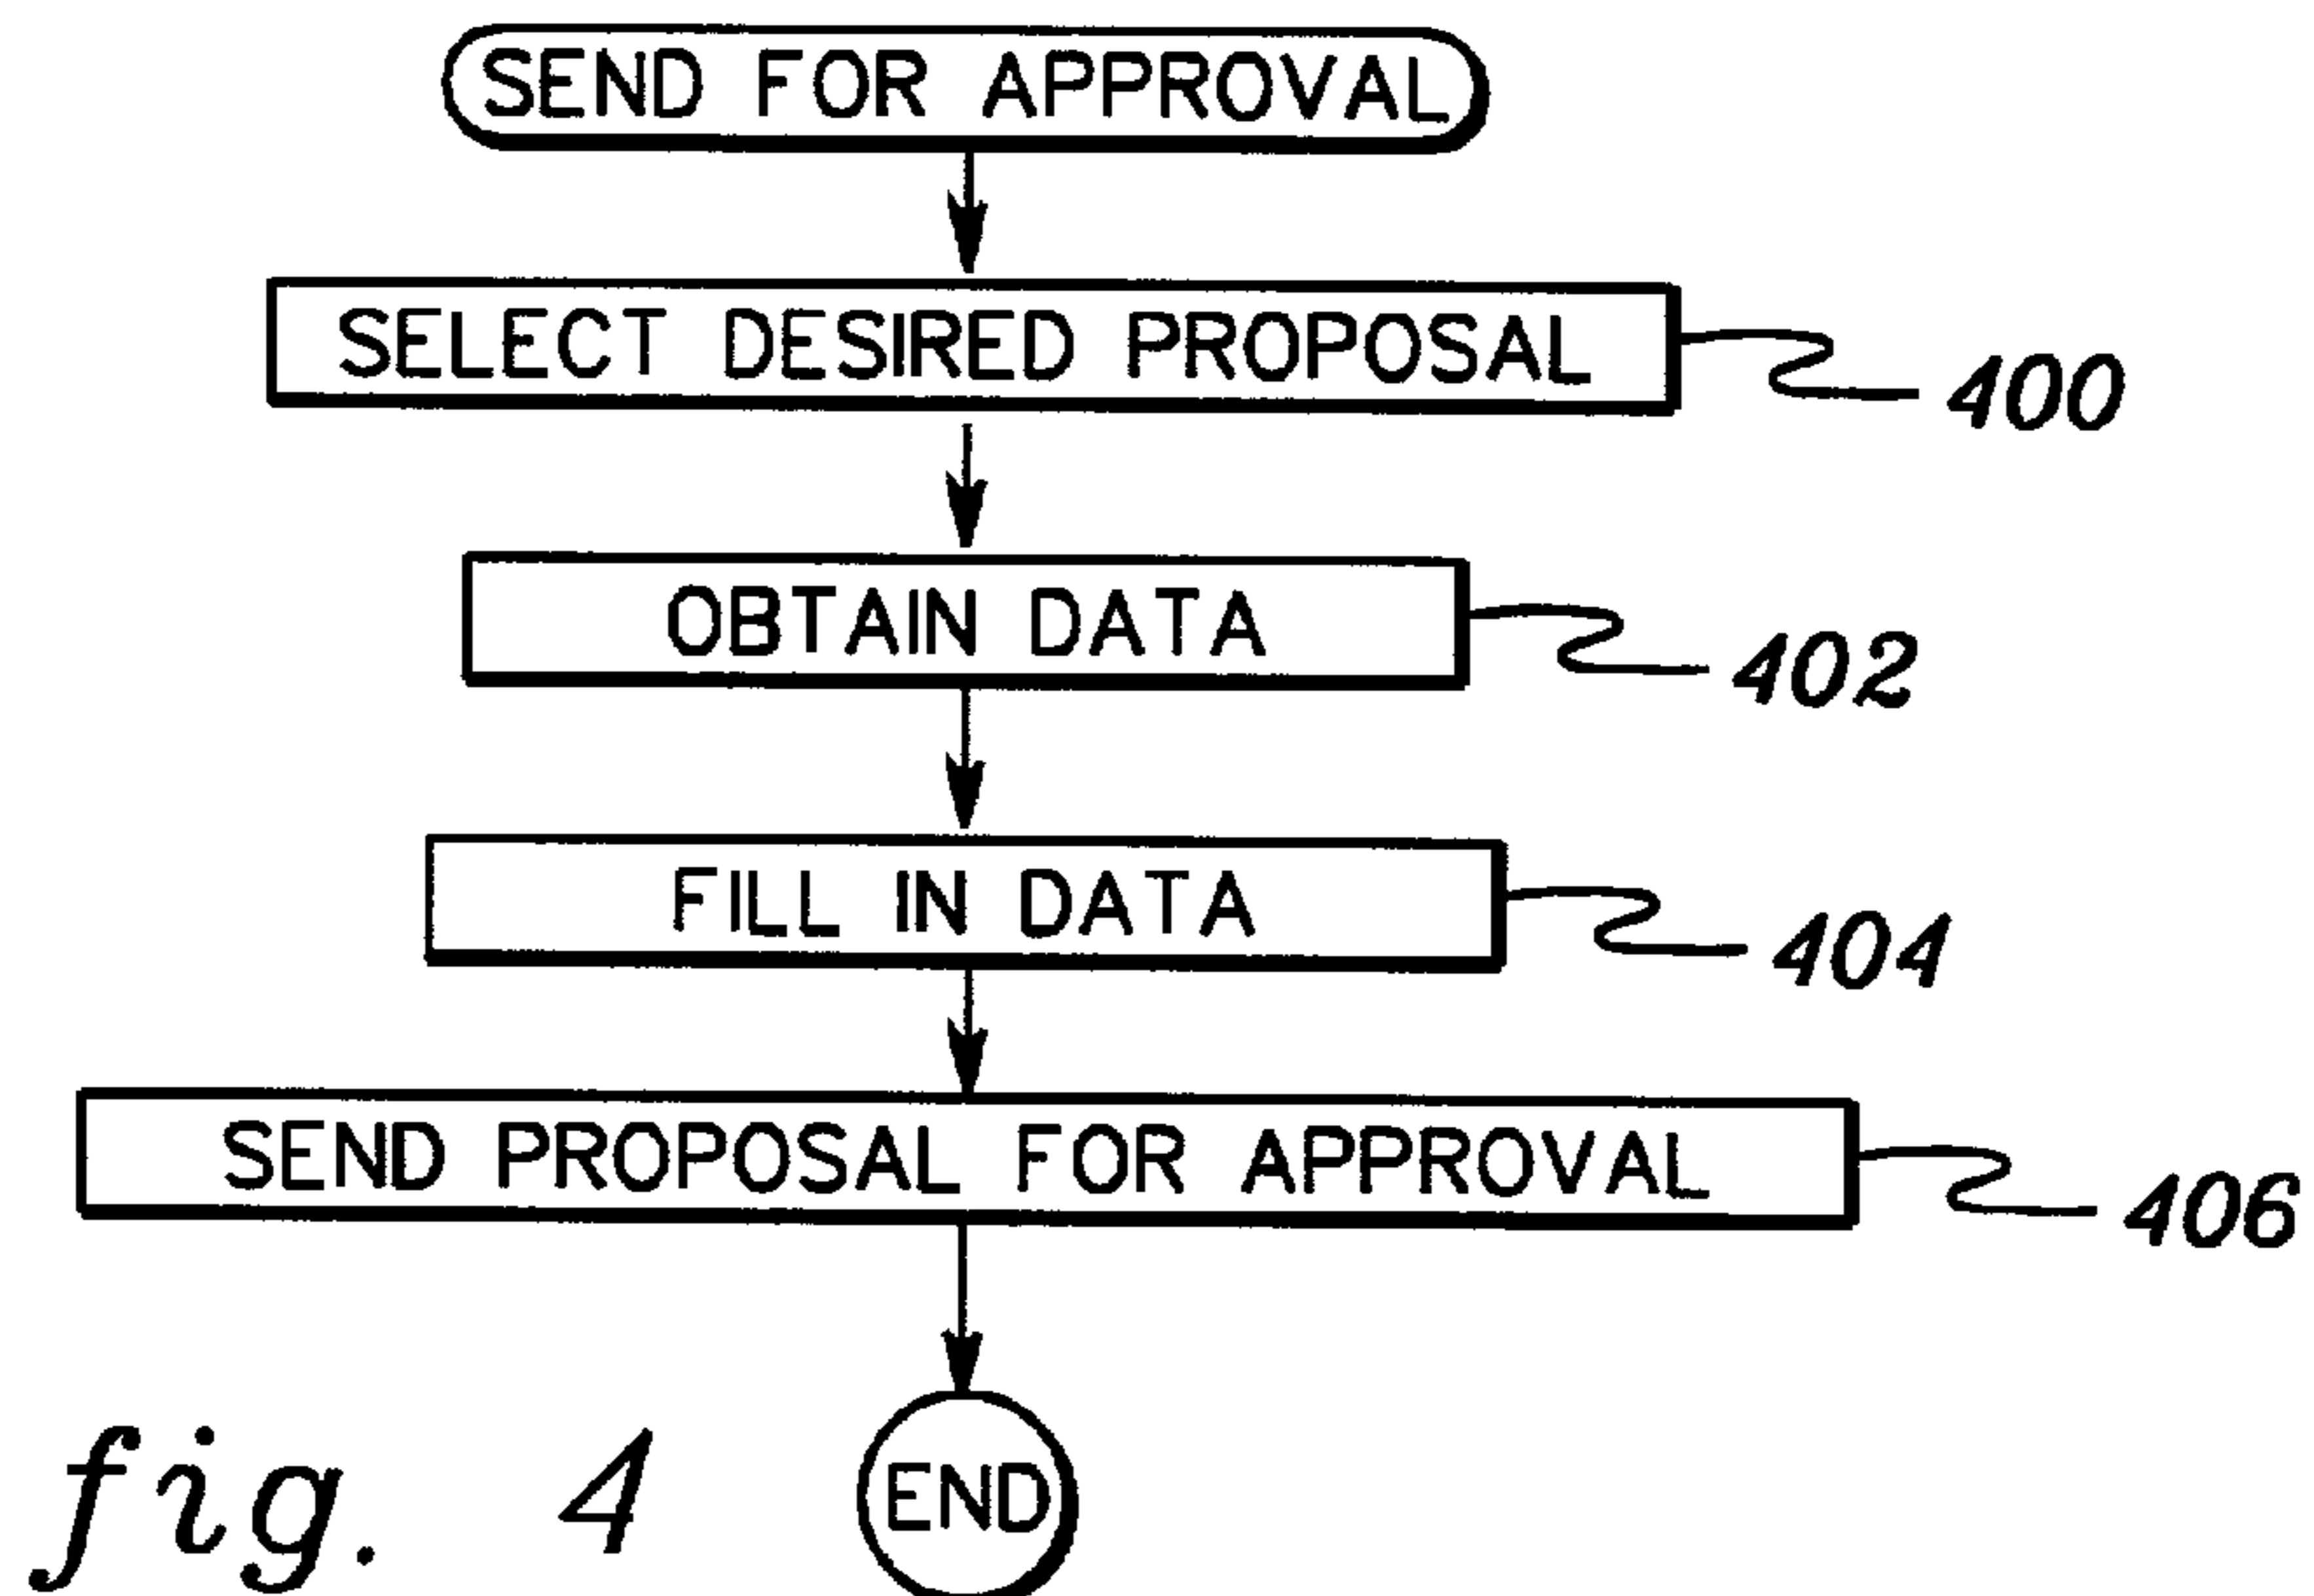 SEND FOR APPROVAL
SELECT DESIRED PROPOSAL
400
OBTAIN DATA
402
FILL IN DATA
404
SEND PROPOSAL FOR APPROVAL
406
END
fig. 4